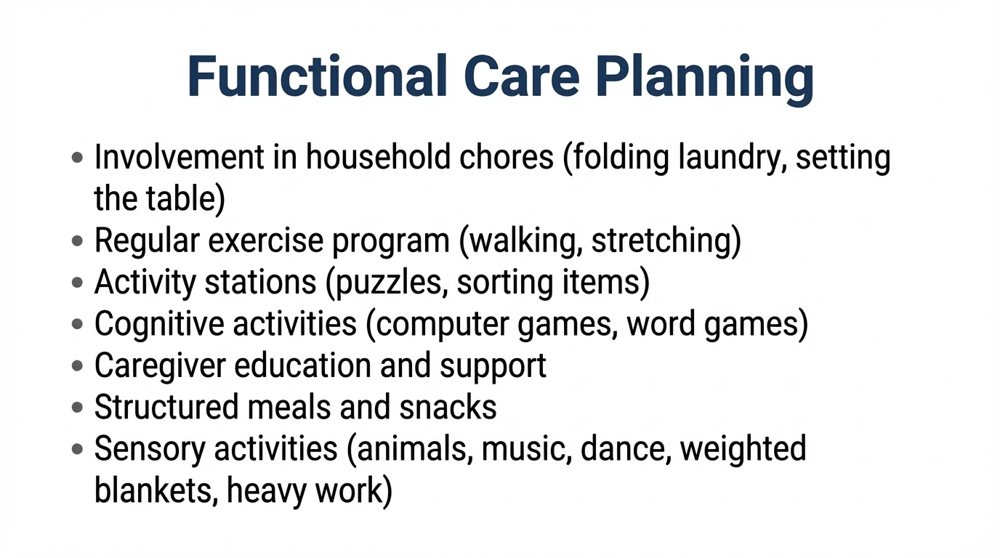 Functional Care Planning
• Involvement in household chores (folding laundry, setting
the table)
• Regular exercise program (walking, stretching)
• Activity stations (puzzles, sorting items)
• Cognitive activities (computer games, word games)
• Caregiver education and support
• Structured meals and snacks
• Sensory activities (animals, music, dance, weighted
blankets, heavy work)